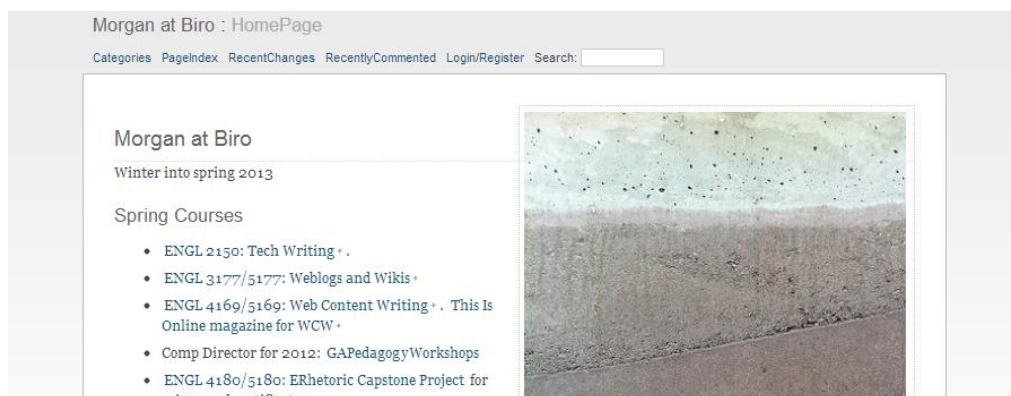 Morgan at Biro : HomePage
Categories PageIndex RecentChanges RecentlyCommented Login/Register Search:
Morgan at Biro
Winter into spring 2013
Spring Courses
• ENGL 2150: Tech Writing + .
• ENGL 3177/5177: Weblogs and Wikis +
• ENGL 4169/5169: Web Content Writing + . This Is
Online magazine for WCW +
• Comp Director for 2012: GAPedagogyWorkshops
• ENGL 4180/5180: ERhetoric Capstone Project for